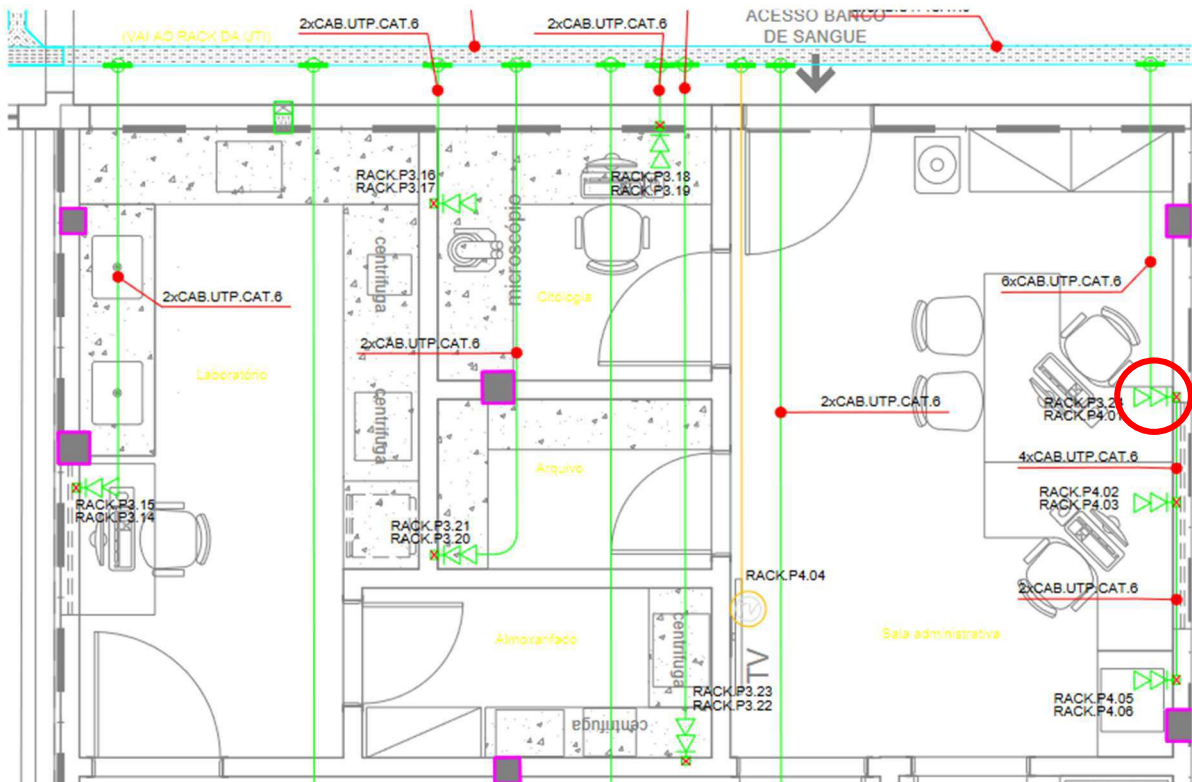 ACESSO BANCO
DE SANGUE
2xCAB.UTP.CAT.6
2xCAB.UTP.CAT.6
(VAI AO RACK DA UTI)
RACK.P3.16
RACK.P3.17
RACK.P3.18
RACK.P3.19
microscópio
centrifuga
Citologia
2xCAB.UTP.CAT.6
6xCAB.UTP.CAT.6
2xCAB.UTP.CAT.6
Laboratório
centrifuga
2xCAB.UTP.CAT.6
RACK.P3.24
RACK.P4.01
4xCAB.UTP.CAT.6
Arquivo
RACK.P3.15
RACK.P3.14
RACK.P3.21
RACK.P3.20
RACK.P4.02
RACK.P4.03
RACK.P4.04
2xCAB.UTP.CAT.6
TV
Almoxarifado
centrifuga
Sala administrativa
TV
RACK.P3.23
RACK.P3.22
centrifuga
RACK.P4.05
RACK.P4.06